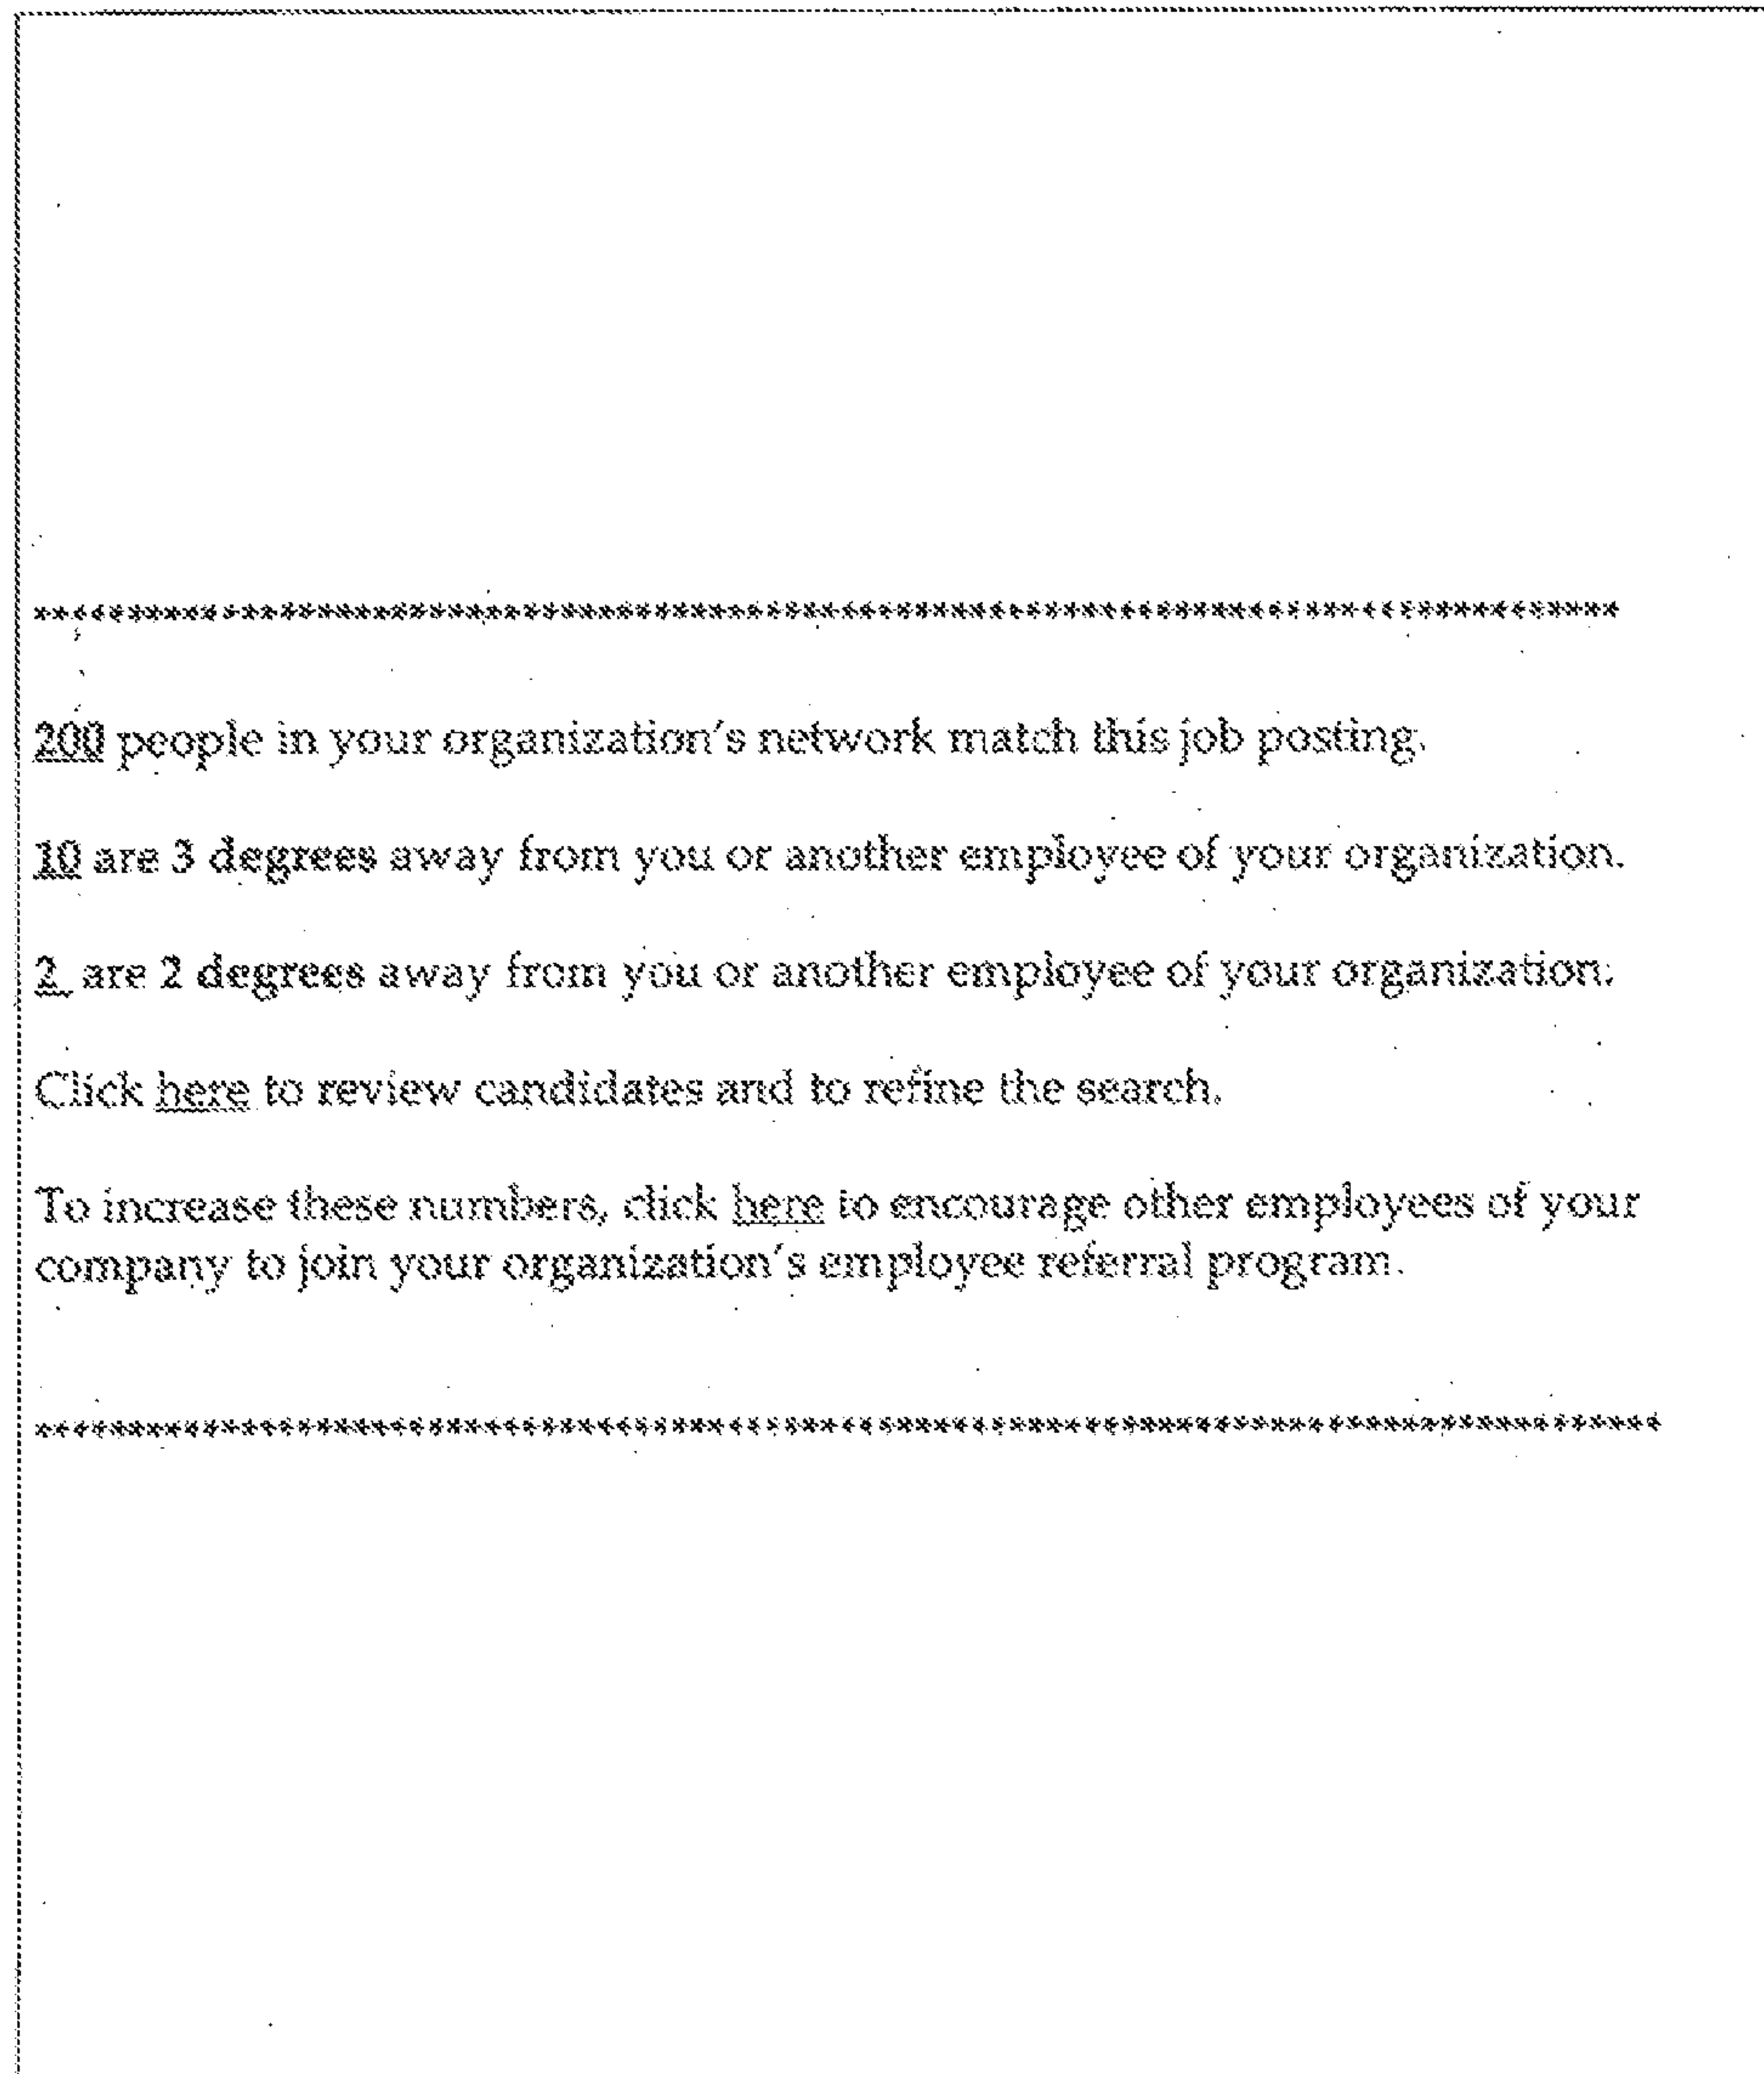 *************************************************************************************
200 people in your organization's network match this job posting.
10 are 3 degrees away from you or another employee of your organization.
2 are 2 degrees away from you or another employee of your organization.
Click here to review candidates and to refine the search.
To increase these numbers, click here to encourage other employees of your
company to join your organization's employee referral program.
***************************************************************************************